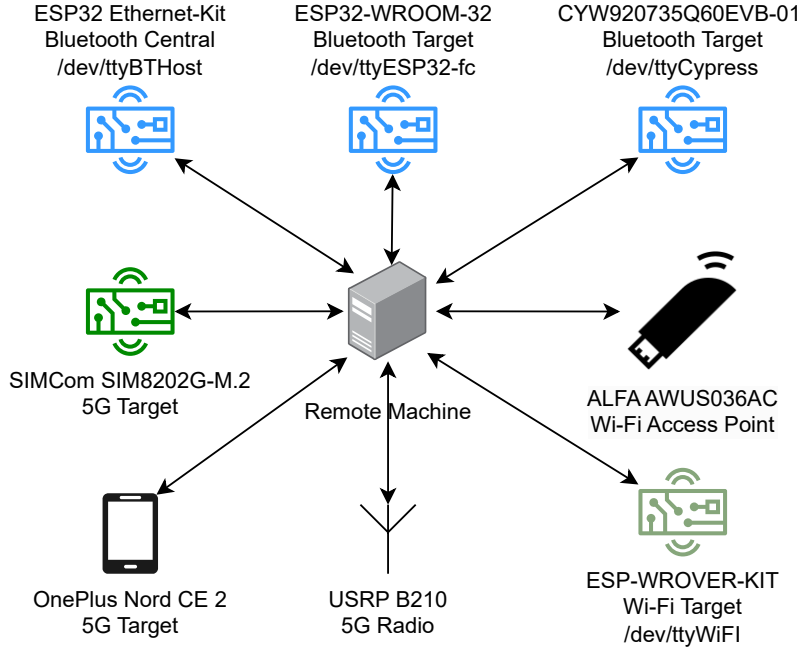 ESP32 Ethernet-Kit
Bluetooth Central
/dev/ttyBTHost
ESP32-WROOM-32
Bluetooth Target
/dev/ttyESP32-fc
CYW920735Q60EVB-01
Bluetooth Target
/dev/ttyCypress
SIMCom SIM8202G-M.2
5G Target
Remote Machine
ALFA AWUS036AC
Wi-Fi Access Point
OnePlus Nord CE 2
5G Target
USRP B210
5G Radio
ESP-WROVER-KIT
Wi-Fi Target
/dev/ttyWiFI